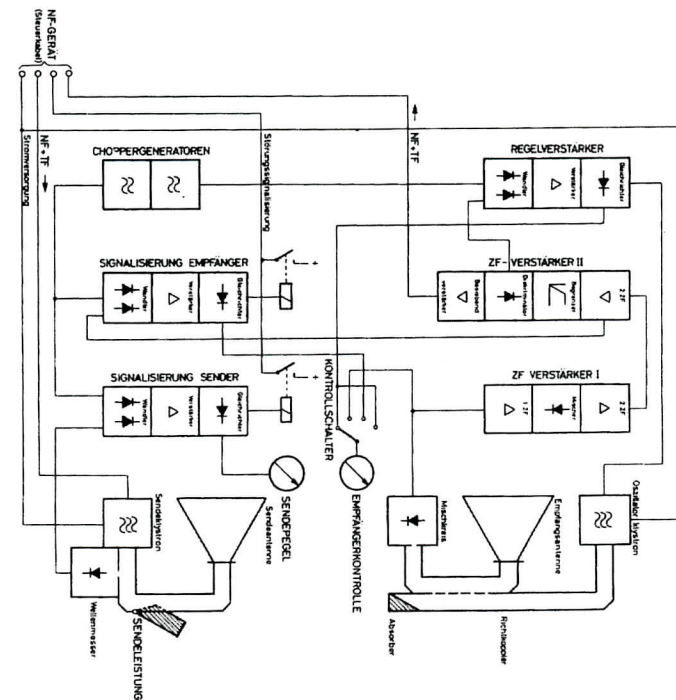 NF-GERÄT
(Steuerkabel)
NF+TF
Stromversorgung
Störungssignalisierung
NF+TF
CHOPPERGENERATOREN
REGELVERSTÄRKER
Wandler
Verstärker
Gleichrichter
SIGNALISIERUNG EMPFÄNGER
Wandler
Verstärker
Gleichrichter
+
ZF-VERSTÄRKER II
Basisband
verstärker
Diskriminator
Begrenzer
2 ZF
SIGNALISIERUNG SENDER
Wandler
Verstärker
Gleichrichter
+
KONTROLLSCHALTER
ZF VERSTÄRKER I
1 ZF
Mischer
2 ZF
SENDEPEGEL
EMPFÄNGERKONTROLLE
Sendeklystron
Sendeantenne
Mischkreis
Empfangsantenne
Oszillator klystron
Wellenmesser
SENDELEISTUNG
Absorber
Richtkoppler